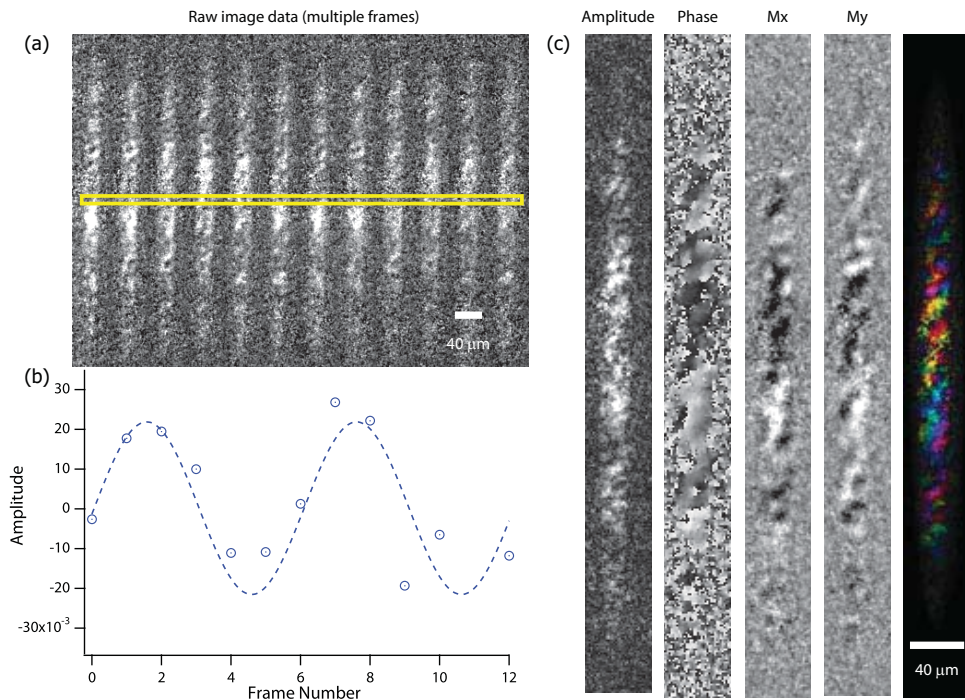 Raw image data (multiple frames)
(a)
40 μm
(b)
30
20
10
0
-10
-20
-30x10⁻³
Amplitude
0 2 4 6 8 10 12
Frame Number
(c)
Amplitude Phase Mx My
40 μm